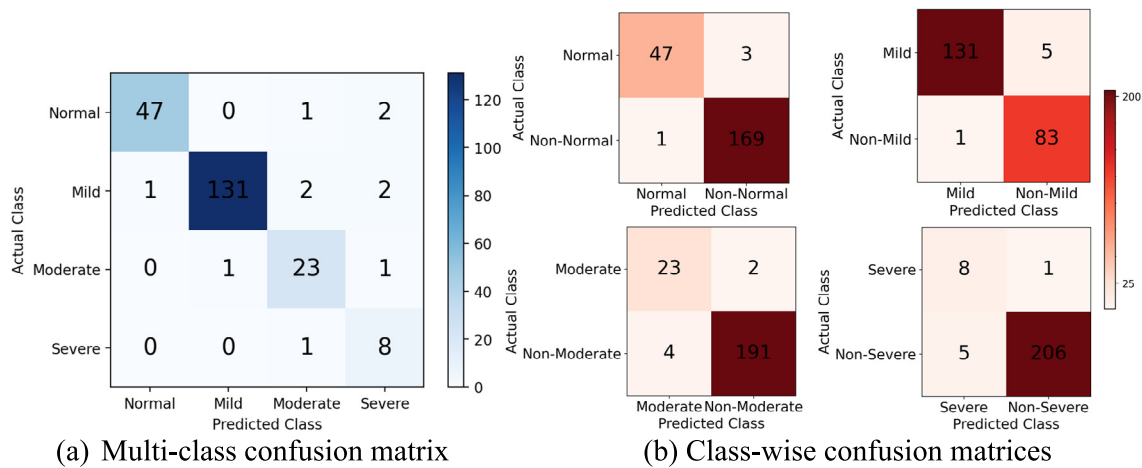 Actual Class
Normal 47 0 1 2
Mild 1 131 2 2
Moderate 0 1 23 1
Severe 0 0 1 8
Normal Mild Moderate Severe
Predicted Class
120
100
80
60
40
20
0
(a) Multi-class confusion matrix
Actual Class
Normal 47 3
Non-Normal 1 169
Normal Non-Normal
Predicted Class
Actual Class
Mild 131 5
Non-Mild 1 83
Mild Non-Mild
Predicted Class
Actual Class
Moderate 23 2
Non-Moderate 4 191
Moderate Non-Moderate
Predicted Class
Actual Class
Severe 8 1
Non-Severe 5 206
Severe Non-Severe
Predicted Class
200
25
(b) Class-wise confusion matrices